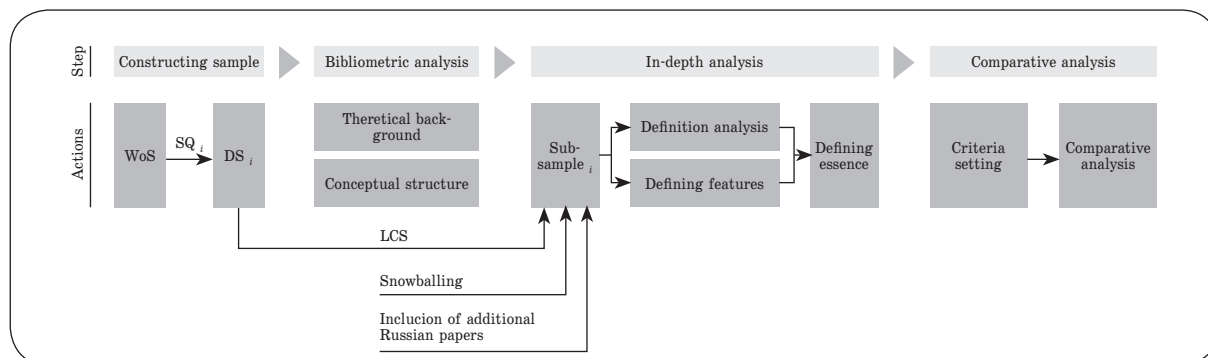 Step
Constructing sample
Bibliometric analysis
In-depth analysis
Comparative analysis
Actions
WoS
SQ i
DS i
Theretical back-
ground
Conceptual structure
Sub-
sample i
Definition analysis
Defining features
Defining
essence
Criteria
setting
Comparative
analysis
LCS
Snowballing
Inclucion of additional
Russian papers